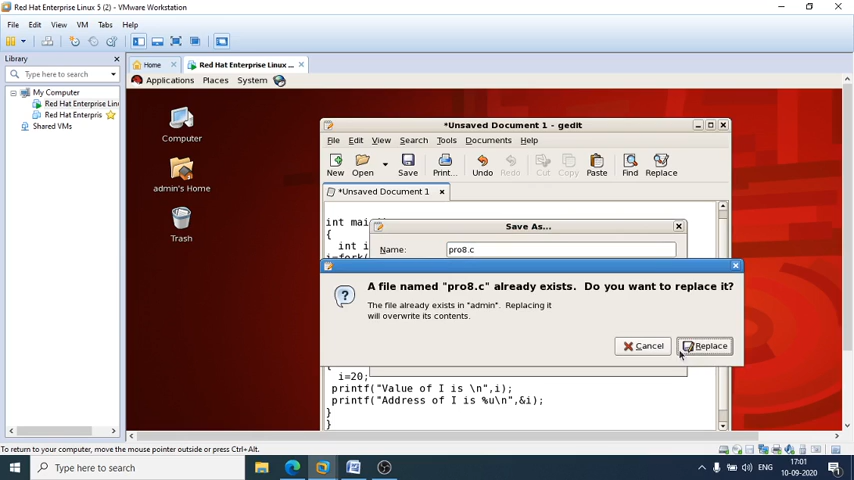 Red Hat Enterprise Linux 5 (2) - VMware Workstation
File Edit View VM Tabs Help
Library
Type here to search
My Computer
Red Hat Enterprise Linu
Red Hat Enterpris
Shared VMs
Home
Red Hat Enterprise Linux ...
Applications Places System
Computer
admin's Home
Trash
*Unsaved Document 1 - gedit
File Edit View Search Tools Documents Help
New Open Save Print... Undo Redo Cut Copy Paste Find Replace
*Unsaved Document 1
int mai
{
int i
Save As...
Name: pro8.c
A file named "pro8.c" already exists. Do you want to replace it?
The file already exists in "admin". Replacing it
will overwrite its contents.
Cancel Replace
{
i=20;
printf("Value of I is \n",i);
printf("Address of I is %u\n",&i);
}
}
To return to your computer, move the mouse pointer outside or press Ctrl+Alt.
Type here to search
ENG
17:01
10-09-2020